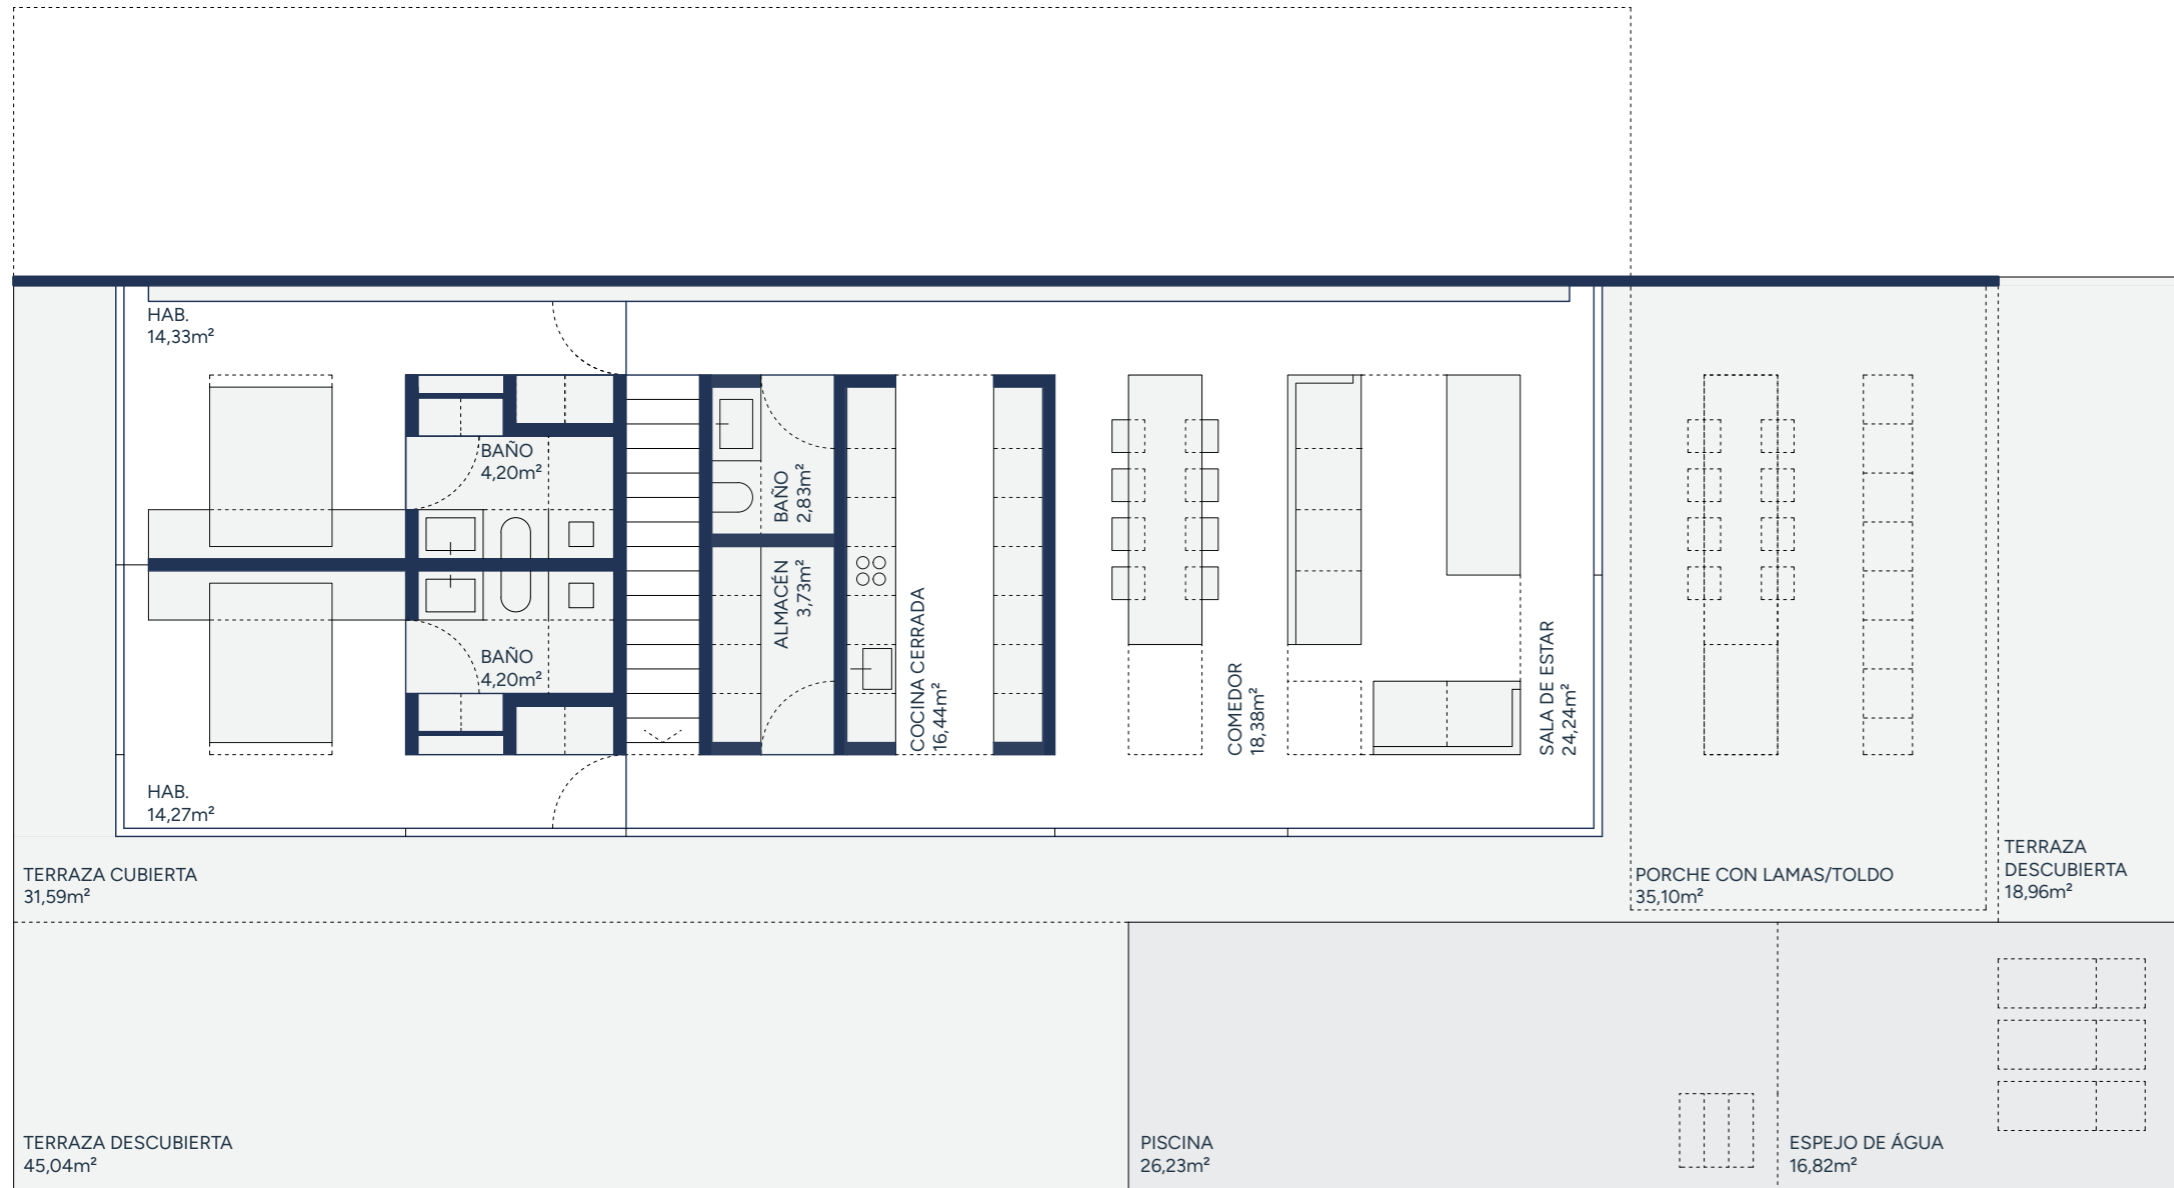 HAB.
14,33m²
BAÑO
4,20m²
BAÑO
2,83m²
ALMACÉN
3,73m²
COCINA CERRADA
16,44m²
COMEDOR
18,38m²
SALA DE ESTAR
24,24m²
BAÑO
4,20m²
HAB.
14,27m²
TERRAZA CUBIERTA
31,59m²
PORCHE CON LAMAS/TOLDO
35,10m²
TERRAZA
DESCUBIERTA
18,96m²
TERRAZA DESCUBIERTA
45,04m²
PISCINA
26,23m²
ESPEJO DE ÁGUA
16,82m²